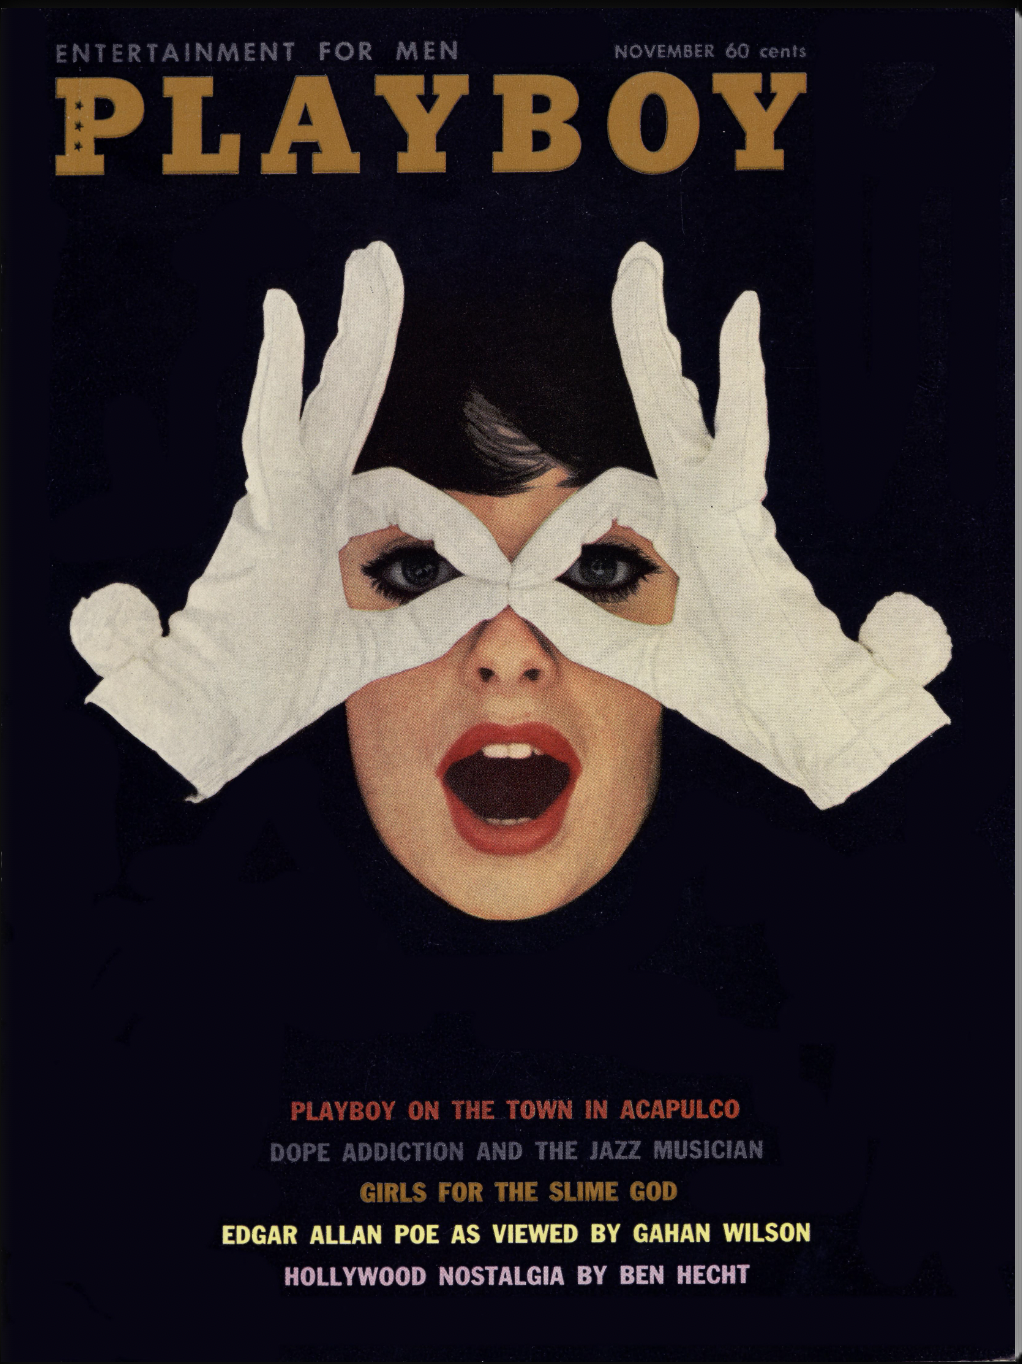 ENTERTAINMENT FOR MEN
NOVEMBER 60 cents
PLAYBOY
PLAYBOY ON THE TOWN IN ACAPULCO
DOPE ADDICTION AND THE JAZZ MUSICIAN
GIRLS FOR THE SLIME GOD
EDGAR ALLAN POE AS VIEWED BY GAHAN WILSON
HOLLYWOOD NOSTALGIA BY BEN HECHT